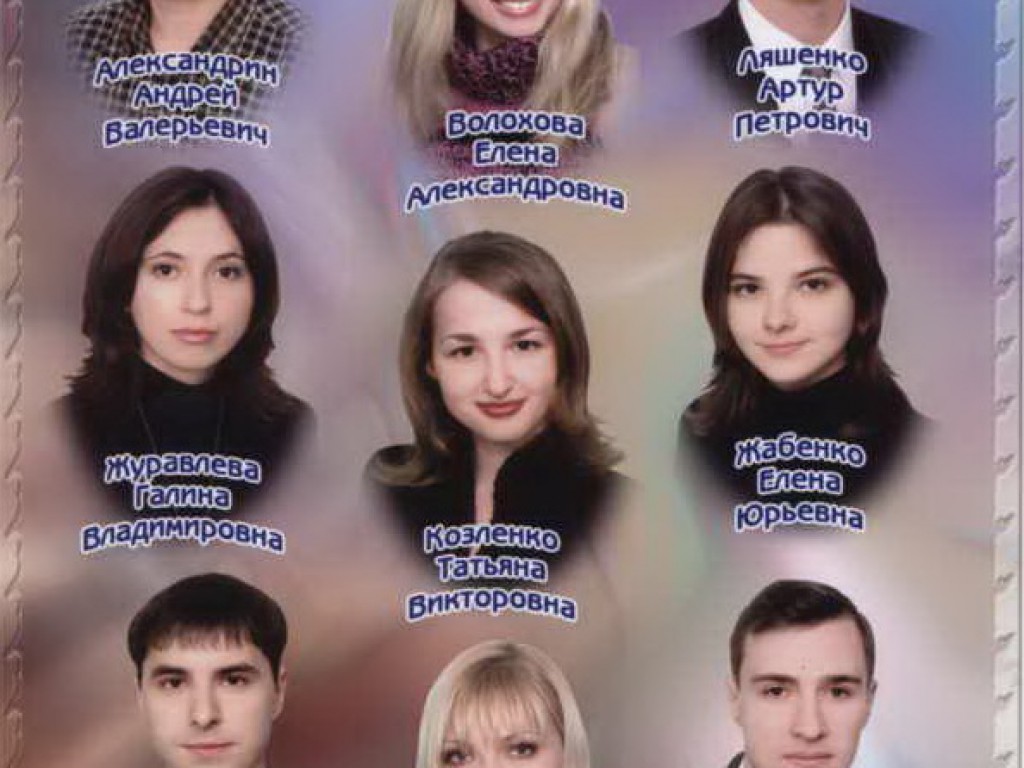 Александрин
Андрей
Валерьевич
Волохова
Елена
Александровна
Ляшенко
Артур
Петрович
Журавлева
Галина
Владимировна
Козленко
Татьяна
Викторовна
Жабенко
Елена
Юрьевна